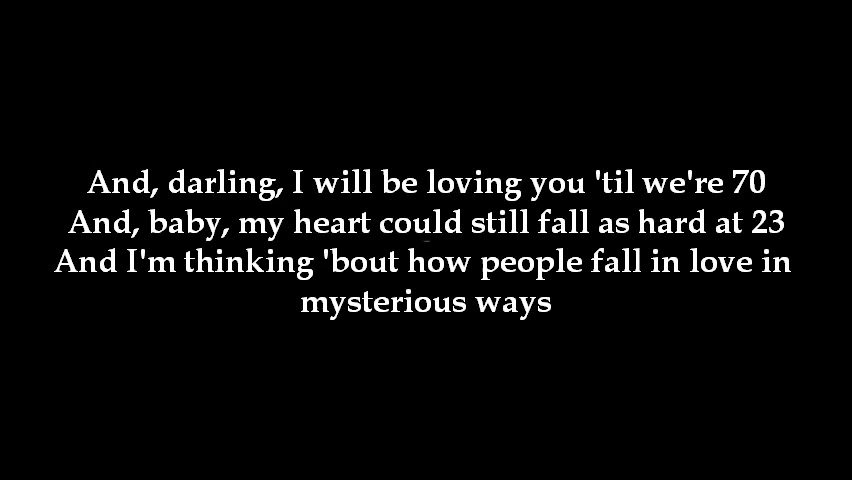 And, darling, I will be loving you 'til we're 70
And, baby, my heart could still fall as hard at 23
And I'm thinking 'bout how people fall in love in
mysterious ways